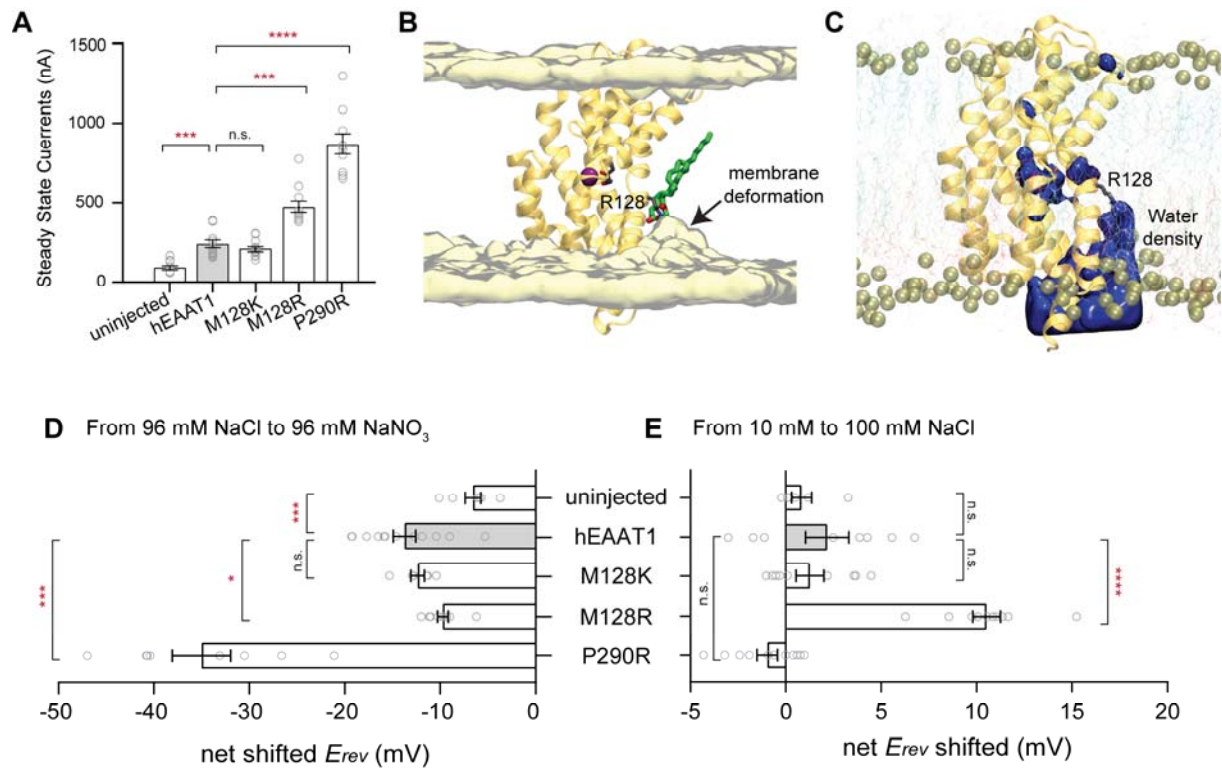 A
****
***
***
n.s.
Steady State Cuerrents (nA)
1500
1000
500
0
uninjected
hEAAT1
M128K
M128R
P290R
B
R128
membrane
deformation
C
R128
Water
density
D From 96 mM NaCl to 96 mM NaNO3
***
n.s.
*
***
-50 -40 -30 -20 -10 0
net shifted Erev (mV)
uninjected
hEAAT1
M128K
M128R
P290R
E From 10 mM to 100 mM NaCl
n.s.
n.s.
n.s.
****
-5 0 5 10 15 20
net Erev shifted (mV)